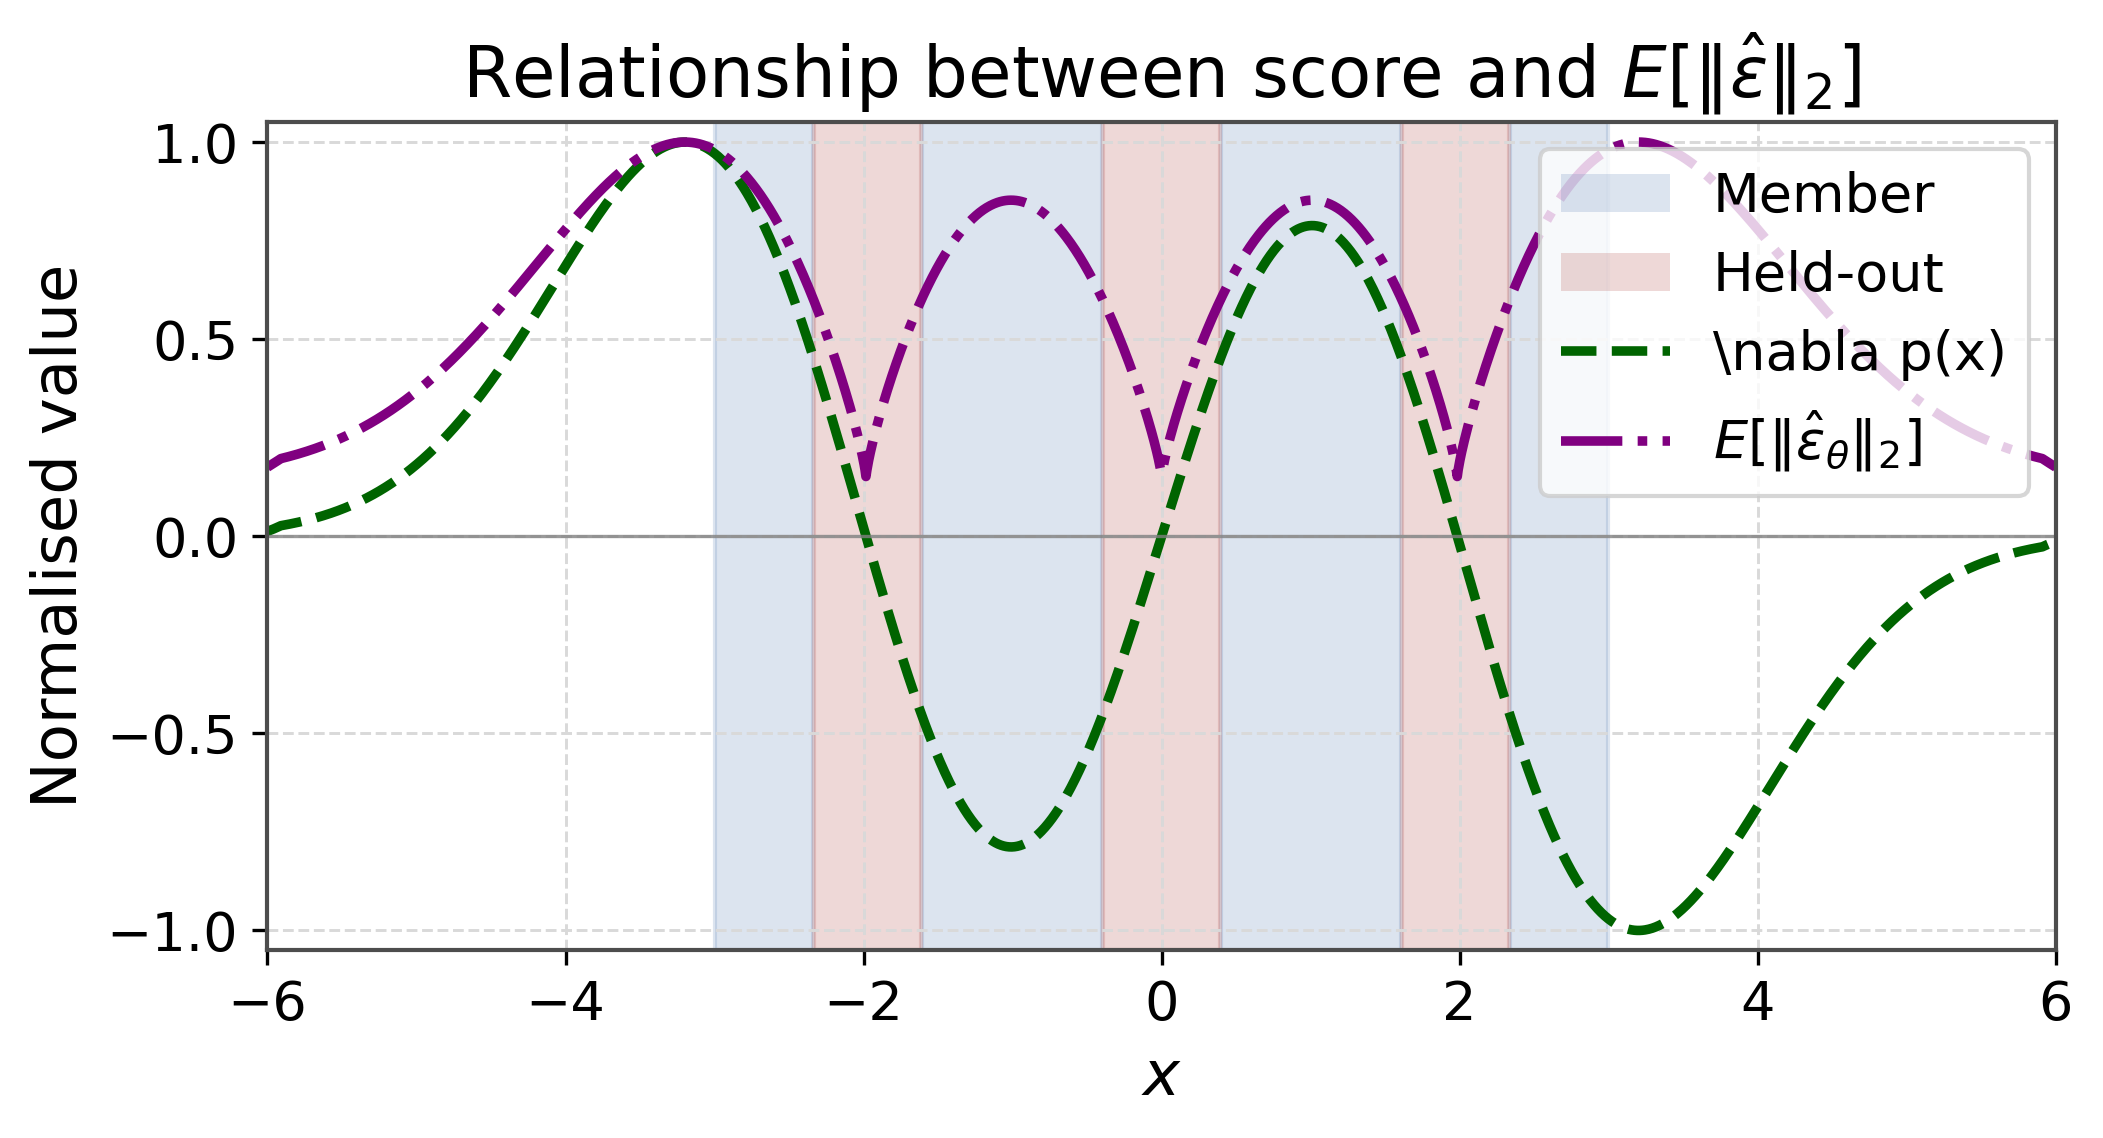 Relationship between score and E[‖ε̂‖₂]
Normalised value
1.0
0.5
0.0
−0.5
−1.0
Member
Held-out
\nabla p(x)
E[‖ε̂_θ‖₂]
−6 −4 −2 0 2 4 6
x